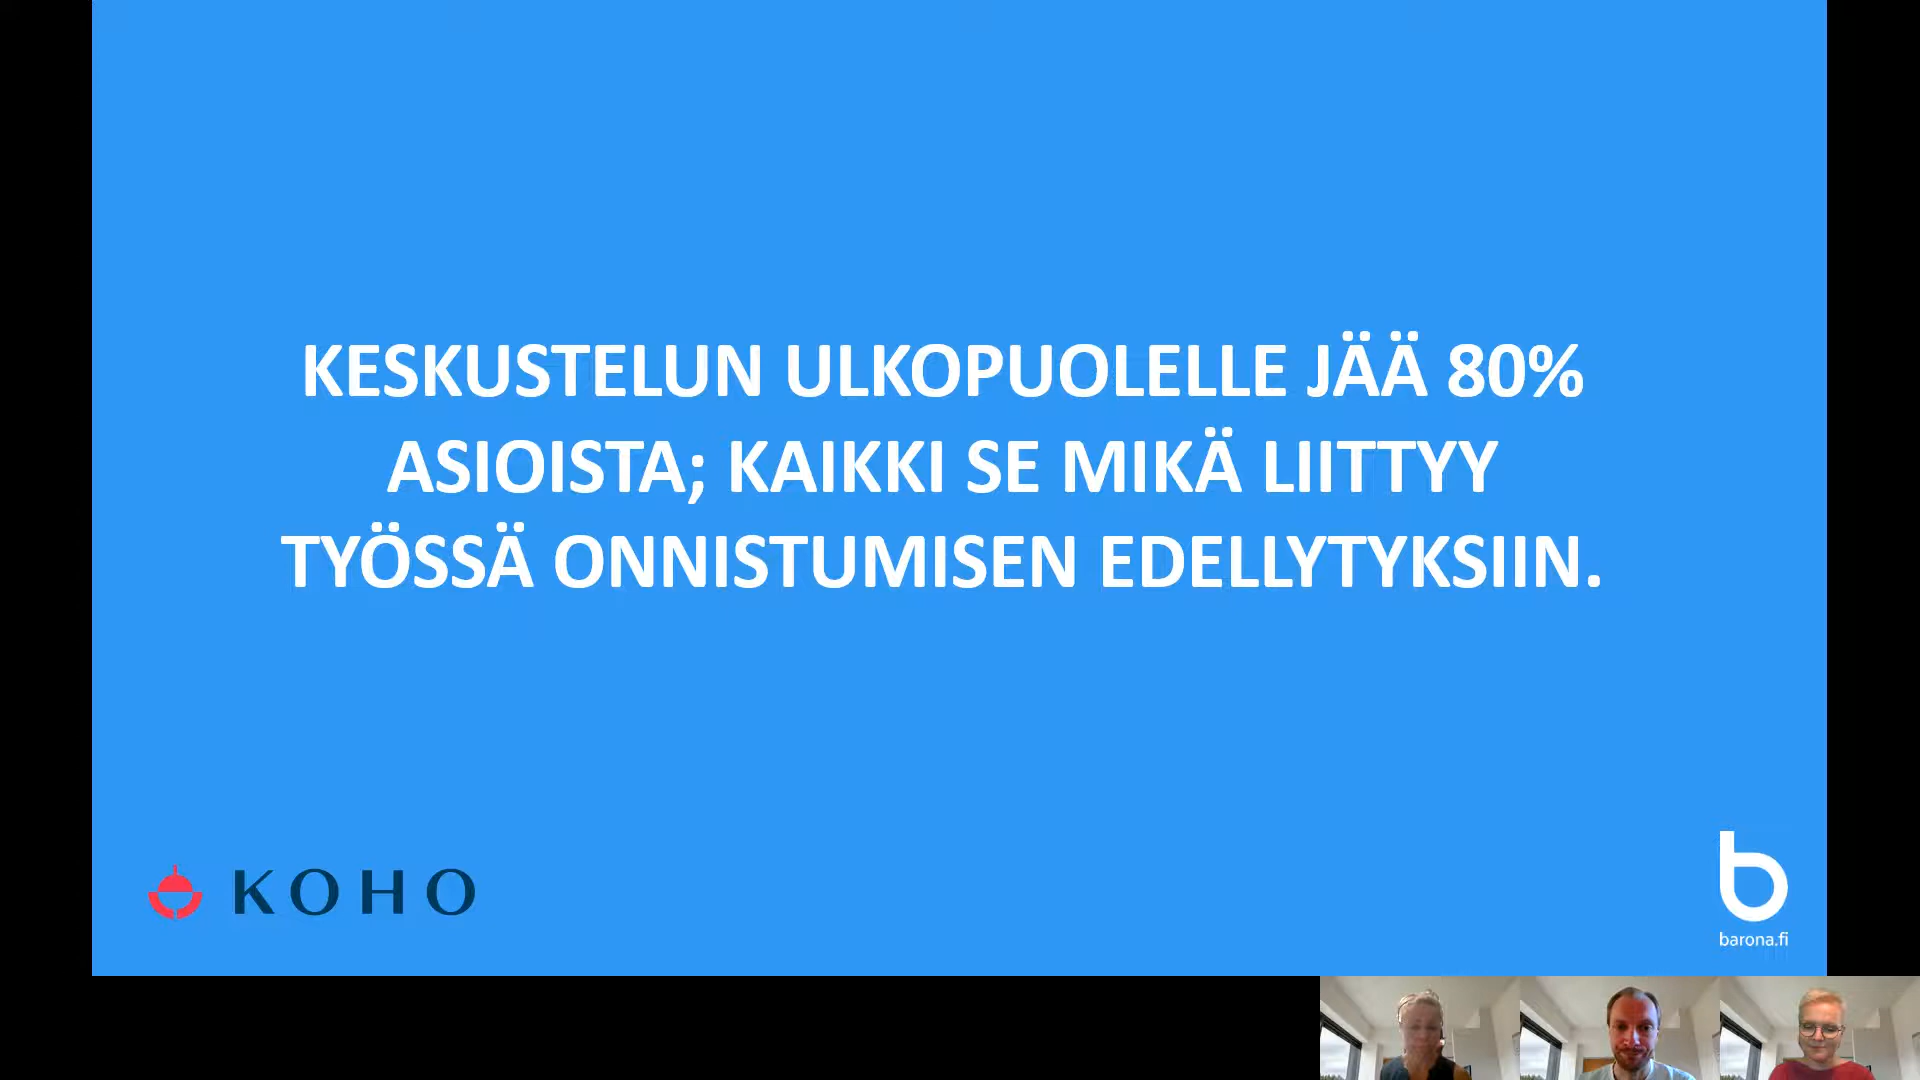 KESKUSTELUN ULKOPUOLELLE JÄÄ 80%
ASIOISTA; KAIKKI SE MIKÄ LIITTYY
TYÖSSÄ ONNISTUMISEN EDELLYTYKSIIN.
KOHO
b
barona.fi